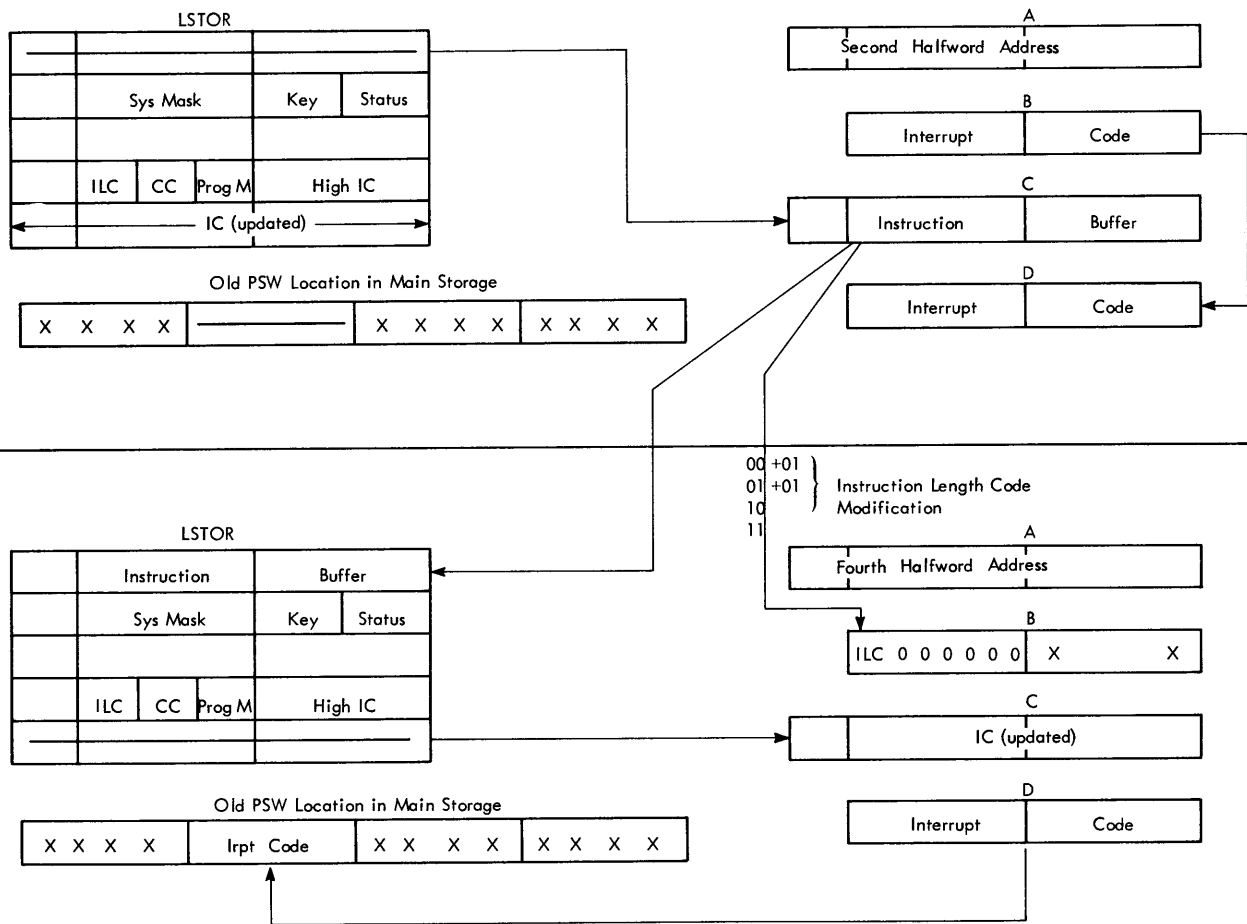 LSTOR
Sys Mask Key Status
ILC CC Prog M High IC
IC (updated)
Old PSW Location in Main Storage
X X X X X X X X X X X X
A
Second Halfword Address
B
Interrupt Code
C
Instruction Buffer
D
Interrupt Code
00 +01
01 +01
10
11
Instruction Length Code
Modification
LSTOR
Instruction Buffer
Sys Mask Key Status
ILC CC Prog M High IC
Old PSW Location in Main Storage
X X X X Irpt Code X X X X X X X X
A
Fourth Halfword Address
B
ILC 0 0 0 0 0 0 X X
C
IC (updated)
D
Interrupt Code